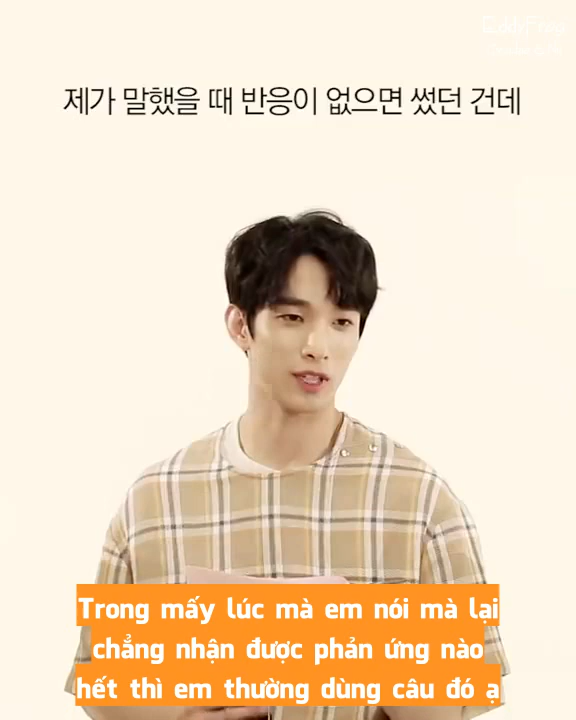 EddyFrog
제가 말했을 때 반응이 없으면 썼던 건데
Trong mấy lúc mà em nói mà lại
chẳng nhận được phản ứng nào
hết thì em thường dùng câu đó ạ